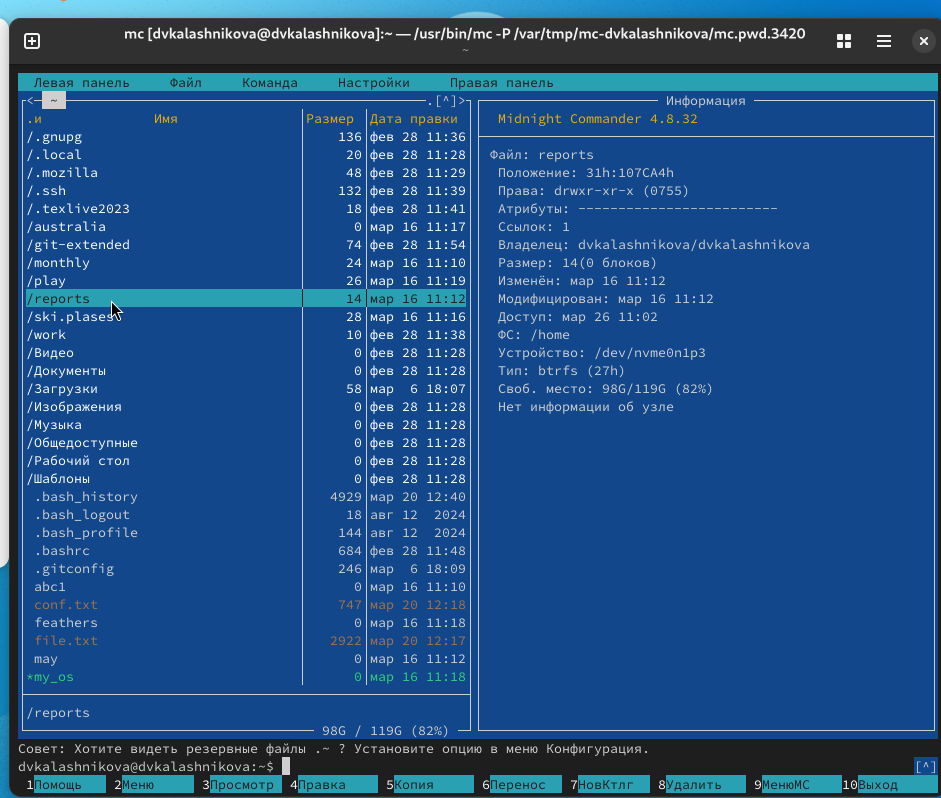 mc [dvkalashnikova@dvkalashnikova]:~ — /usr/bin/mc -P /var/tmp/mc-dvkalashnikova/mc.pwd.3420
~
Левая панель Файл Команда Настройки Правая панель
<─ ~ .[^]>
.и Имя Размер Дата правки
/.gnupg 136 фев 28 11:36
/.local 20 фев 28 11:28
/.mozilla 48 фев 28 11:29
/.ssh 132 фев 28 11:39
/.texlive2023 18 фев 28 11:41
/australia 0 мар 16 11:17
/git-extended 74 фев 28 11:54
/monthly 24 мар 16 11:10
/play 26 мар 16 11:19
/reports 14 мар 16 11:12
/ski.plases 28 мар 16 11:16
/work 10 фев 28 11:38
/Видео 0 фев 28 11:28
/Документы 0 фев 28 11:28
/Загрузки 58 мар 6 18:07
/Изображения 0 фев 28 11:28
/Музыка 0 фев 28 11:28
/Общедоступные 0 фев 28 11:28
/Рабочий стол 0 фев 28 11:28
/Шаблоны 0 фев 28 11:28
.bash_history 4929 мар 20 12:40
.bash_logout 18 авг 12 2024
.bash_profile 144 авг 12 2024
.bashrc 684 фев 28 11:48
.gitconfig 246 мар 6 18:09
abc1 0 мар 16 11:10
conf.txt 747 мар 20 12:18
feathers 0 мар 16 11:18
file.txt 2922 мар 20 12:17
may 0 мар 16 11:12
*my_os 0 мар 16 11:18
/reports
98G / 119G (82%)
Информация
Midnight Commander 4.8.32
Файл: reports
Положение: 31h:107CA4h
Права: drwxr-xr-x (0755)
Атрибуты: -------------------------
Ссылок: 1
Владелец: dvkalashnikova/dvkalashnikova
Размер: 14(0 блоков)
Изменён: мар 16 11:12
Модифицирован: мар 16 11:12
Доступ: мар 26 11:02
ФС: /home
Устройство: /dev/nvme0n1p3
Тип: btrfs (27h)
Своб. место: 98G/119G (82%)
Нет информации об узле
Совет: Хотите видеть резервные файлы .~ ? Установите опцию в меню Конфигурация.
dvkalashnikova@dvkalashnikova:~$ [^]
1Помощь 2Меню 3Просмотр 4Правка 5Копия 6Перенос 7НовКтлг 8Удалить 9МенюMC 10Выход